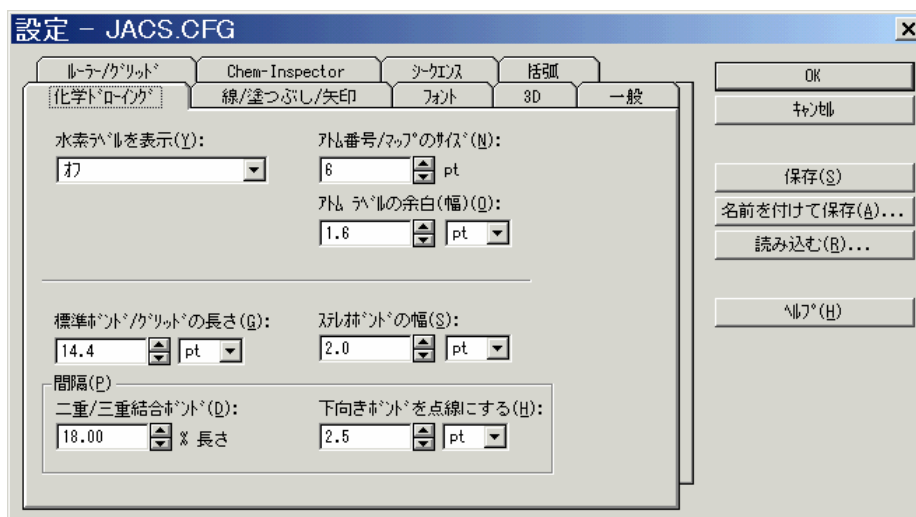 設定 - JACS.CFG
ﾙｰﾗｰ/ｸﾞﾘｯﾄﾞ
Chem-Inspector
ｼｰｸｴﾝｽ
括弧
化学ﾄﾞﾛｰｲﾝｸﾞ
線/塗つぶし/矢印
ﾌｫﾝﾄ
3D
一般
水素ﾗﾍﾞﾙを表示(Y):
ｵﾌ
ｱﾄﾑ番号/ﾏｯﾌﾟのｻｲｽﾞ(N):
6 pt
ｱﾄﾑ ﾗﾍﾞﾙの余白(幅)(O):
1.6 pt
標準ﾎﾞﾝﾄﾞ/ｸﾞﾘｯﾄﾞの長さ(G):
14.4 pt
ｽﾃﾚｵﾎﾞﾝﾄﾞの幅(S):
2.0 pt
間隔(P)
二重/三重結合ﾎﾞﾝﾄﾞ(D):
18.00 % 長さ
下向きﾎﾞﾝﾄﾞを点線にする(H):
2.5 pt
OK
ｷｬﾝｾﾙ
保存(S)
名前を付けて保存(A)...
読み込む(R)...
ﾍﾙﾌﾟ(H)